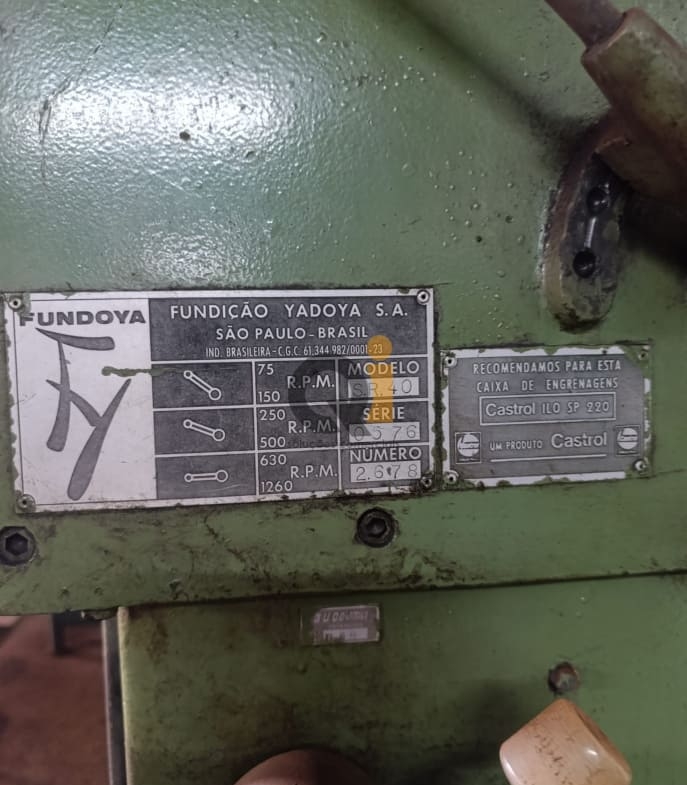 FUNDOYA
FUNDIÇÃO YADOYA S.A.
SÃO PAULO-BRASIL
IND. BRASILEIRA-C.G.C. 61.344.982/0001-23
75
R.P.M.
150
250
R.P.M.
500
630
R.P.M.
1260
MODELO
S.R.40
SÉRIE
0576
NÚMERO
2.678
RECOMENDAMOS PARA ESTA
CAIXA DE ENGRENAGENS
Castrol ILO SP 220
UM PRODUTO Castrol